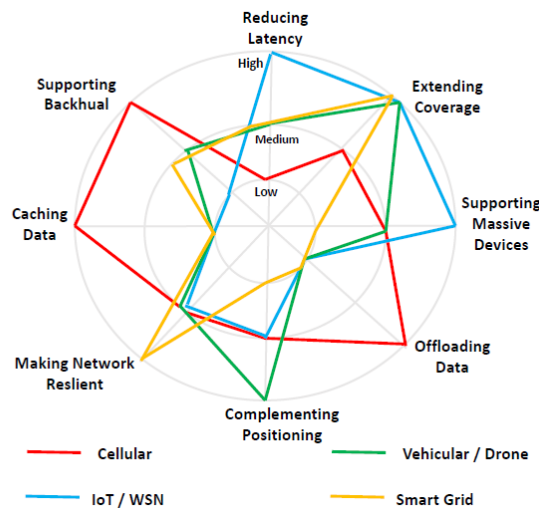 Reducing
Latency
High
Supporting
Backhual
Extending
Coverage
Medium
Low
Caching
Data
Supporting
Massive
Devices
Making Network
Reslient
Offloading
Data
Complementing
Positioning
Cellular
Vehicular / Drone
IoT / WSN
Smart Grid